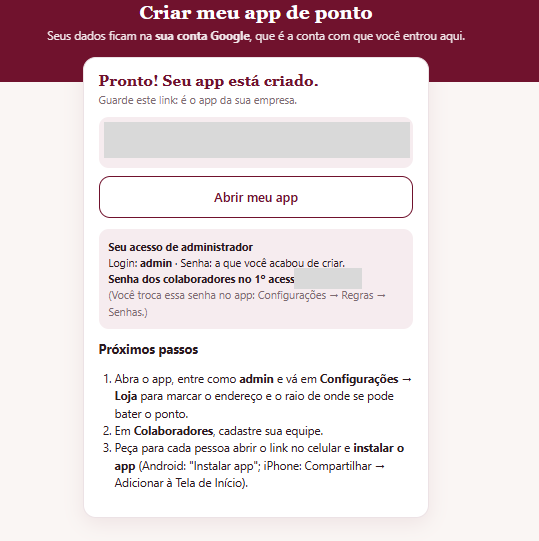 Criar meu app de ponto
Seus dados ficam na sua conta Google, que é a conta com que você entrou aqui.
Pronto! Seu app está criado.
Guarde este link: é o app da sua empresa.
Abrir meu app
Seu acesso de administrador
Login: admin · Senha: a que você acabou de criar.
Senha dos colaboradores no 1º acess
(Você troca essa senha no app: Configurações → Regras →
Senhas.)
Próximos passos
1. Abra o app, entre como admin e vá em Configurações →
Loja para marcar o endereço e o raio de onde se pode
bater o ponto.
2. Em Colaboradores, cadastre sua equipe.
3. Peça para cada pessoa abrir o link no celular e instalar o
app (Android: "Instalar app"; iPhone: Compartilhar →
Adicionar à Tela de Início).